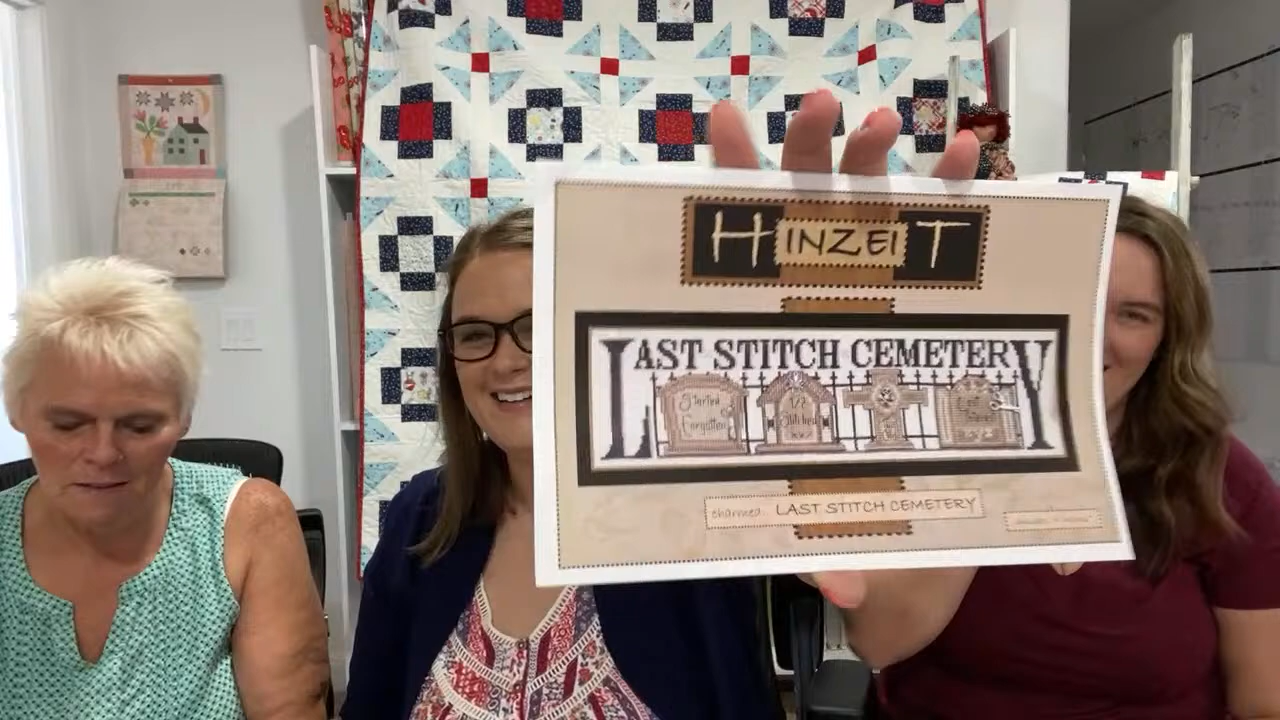 HINZEIT
LAST STITCH CEMETERY
Started
Forgotten
1/2
Stitched
charmed LAST STITCH CEMETERY